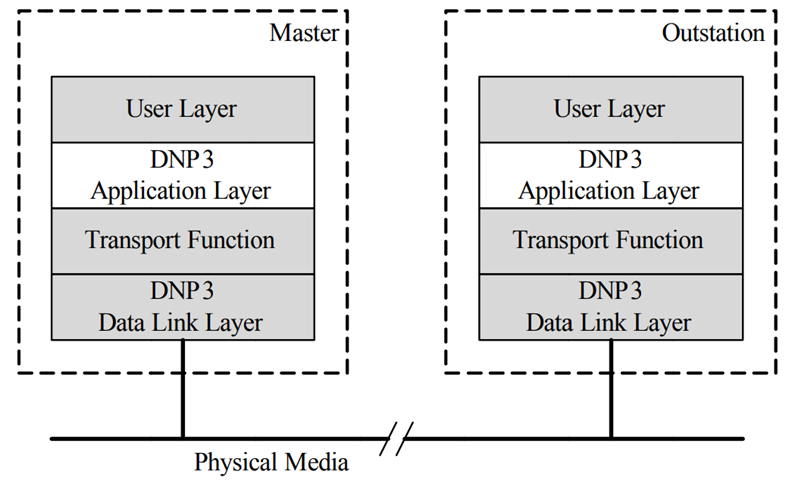 Master
User Layer
DNP3
Application Layer
Transport Function
DNP3
Data Link Layer
Outstation
User Layer
DNP3
Application Layer
Transport Function
DNP3
Data Link Layer
Physical Media